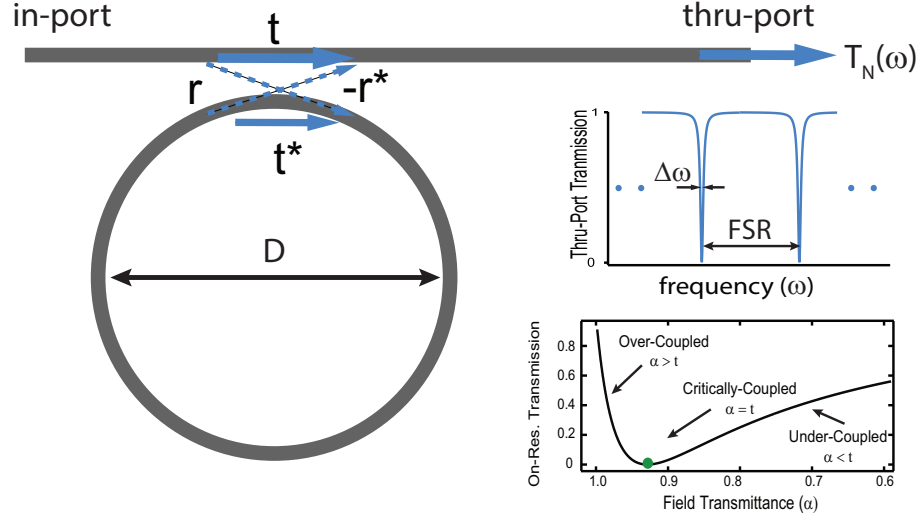 in-port
thru-port
t
T_N(ω)
r
-r*
t*
D
Thru-Port Tranmission
1
0
Δω
FSR
frequency (ω)
On-Res. Transmission
0.8
0.6
0.4
0.2
0
Over-Coupled
α > t
Critically-Coupled
α = t
Under-Coupled
α < t
1.0 0.9 0.8 0.7 0.6
Field Transmittance (α)